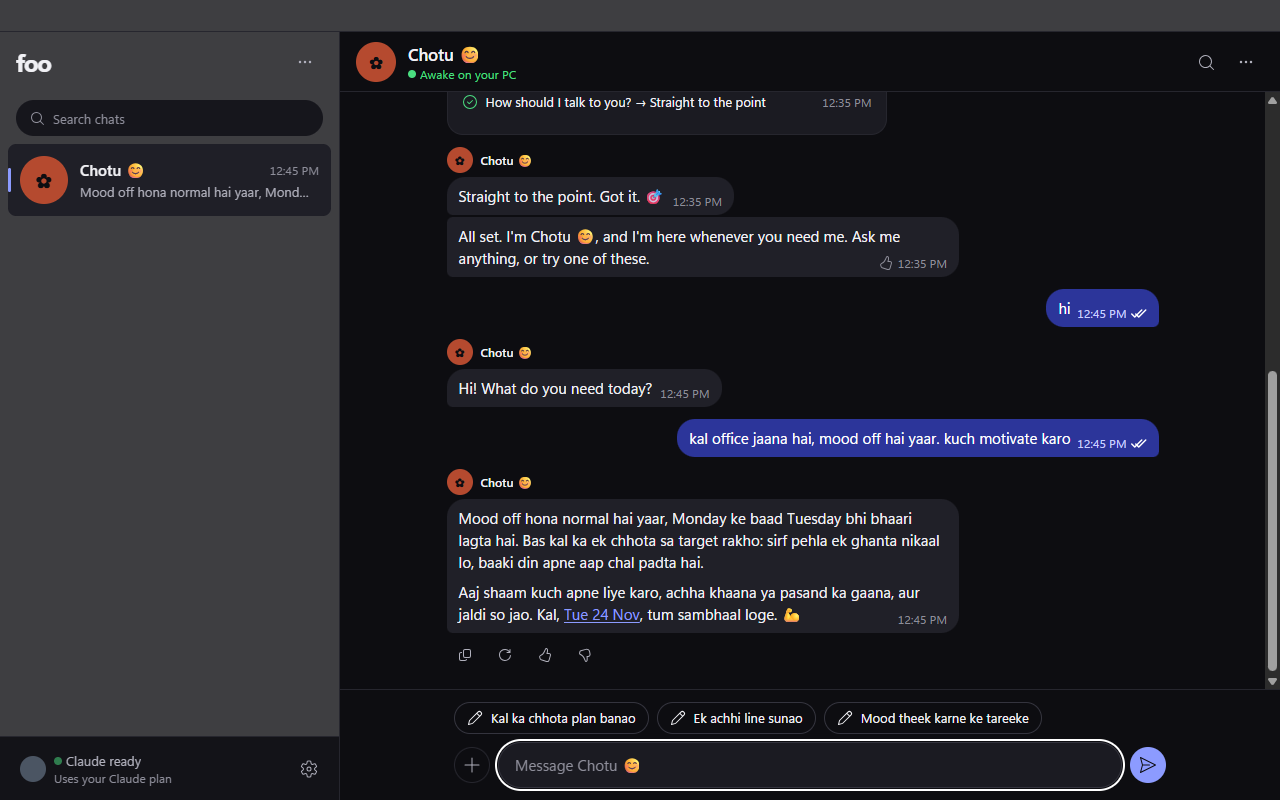 foo
Search chats
Chotu 😊
12:45 PM
Mood off hona normal hai yaar, Mond...
Claude ready
Uses your Claude plan
Chotu 😊
Awake on your PC
How should I talk to you? → Straight to the point 12:35 PM
Chotu 😊
Straight to the point. Got it. 🎯 12:35 PM
All set. I'm Chotu 😊, and I'm here whenever you need me. Ask me
anything, or try one of these.
12:35 PM
hi 12:45 PM
Chotu 😊
Hi! What do you need today? 12:45 PM
kal office jaana hai, mood off hai yaar. kuch motivate karo 12:45 PM
Chotu 😊
Mood off hona normal hai yaar, Monday ke baad Tuesday bhi bhaari
lagta hai. Bas kal ka ek chhota sa target rakho: sirf pehla ek ghanta nikaal
lo, baaki din apne aap chal padta hai.
Aaj shaam kuch apne liye karo, achha khaana ya pasand ka gaana, aur
jaldi so jao. Kal, Tue 24 Nov, tum sambhaal loge. 💪
12:45 PM
Kal ka chhota plan banao
Ek achhi line sunao
Mood theek karne ke tareeke
Message Chotu 😊